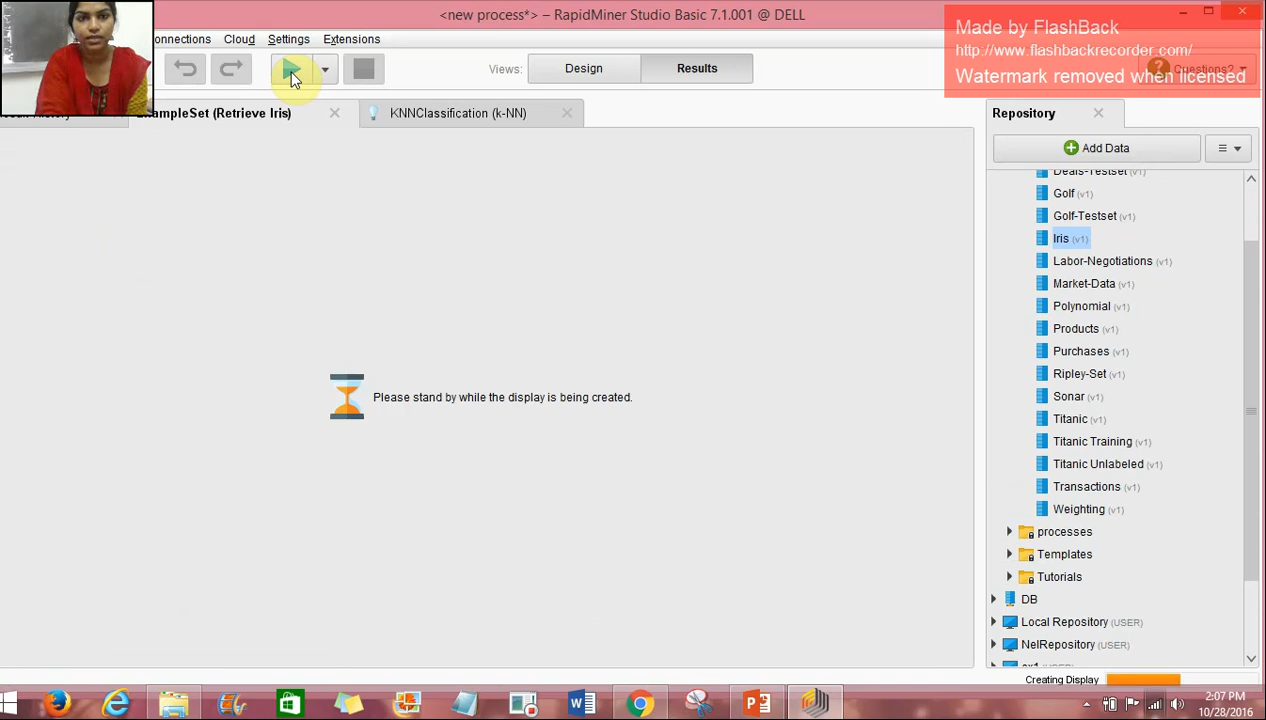 <new process*> – RapidMiner Studio Basic 7.1.001 @ DELL
Made by FlashBack
http://www.flashbackrecorder.com/
Watermark removed when licensed
onnections Cloud Settings Extensions
Views: Design Results
Questions?
ExampleSet (Retrieve Iris)
KNNClassification (k-NN)
Repository
Add Data
Deals-Testset (v1)
Golf (v1)
Golf-Testset (v1)
Iris (v1)
Labor-Negotiations (v1)
Market-Data (v1)
Polynomial (v1)
Products (v1)
Purchases (v1)
Ripley-Set (v1)
Sonar (v1)
Titanic (v1)
Titanic Training (v1)
Titanic Unlabeled (v1)
Transactions (v1)
Weighting (v1)
processes
Templates
Tutorials
DB
Local Repository (USER)
NelRepository (USER)
Please stand by while the display is being created.
Creating Display
2:07 PM
10/28/2016